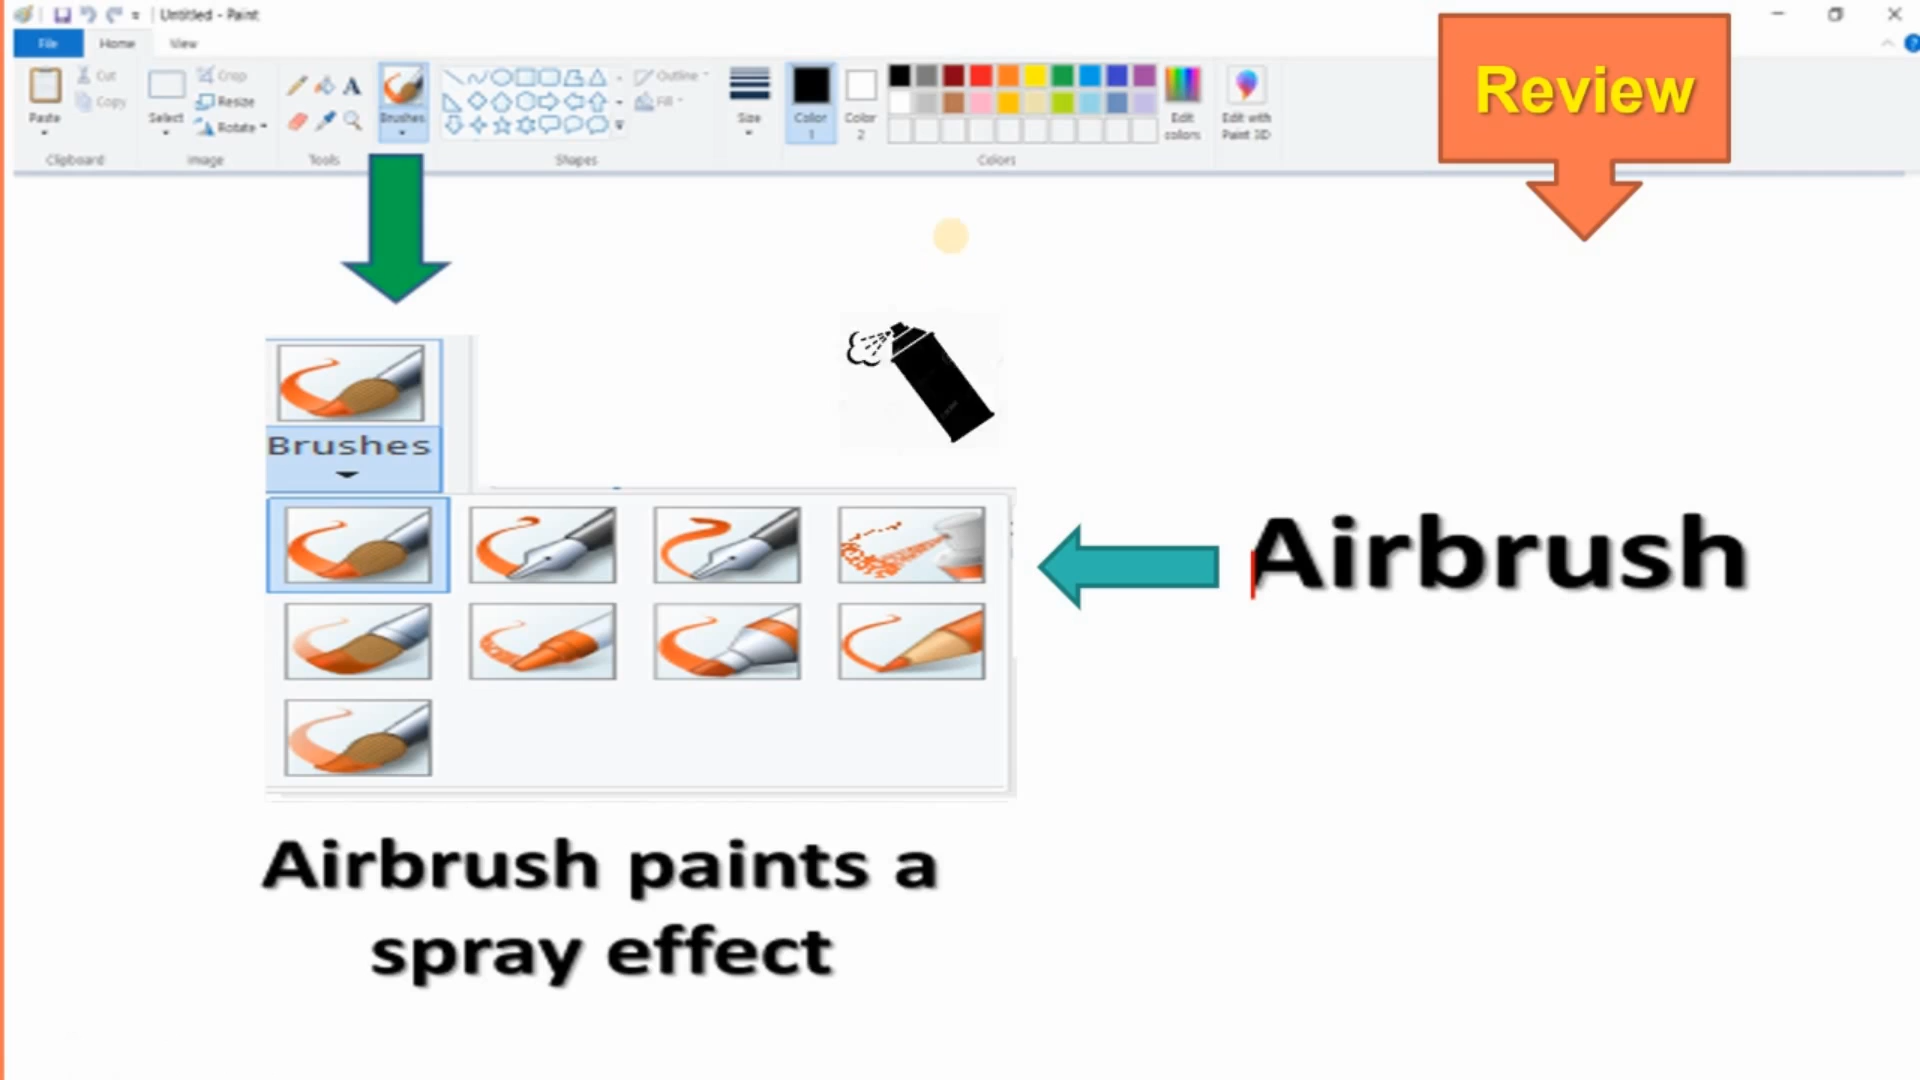 Untitled - Paint
File Home View
Paste
Cut
Copy
Clipboard
Select
Crop
Resize
Rotate
Image
A
Tools
Brushes
Shapes
Outline
Fill
Size
Color
1
Color
2
Colors
Edit
colors
Edit with
Paint 3D
Review
Brushes
Airbrush
Airbrush paints a
spray effect